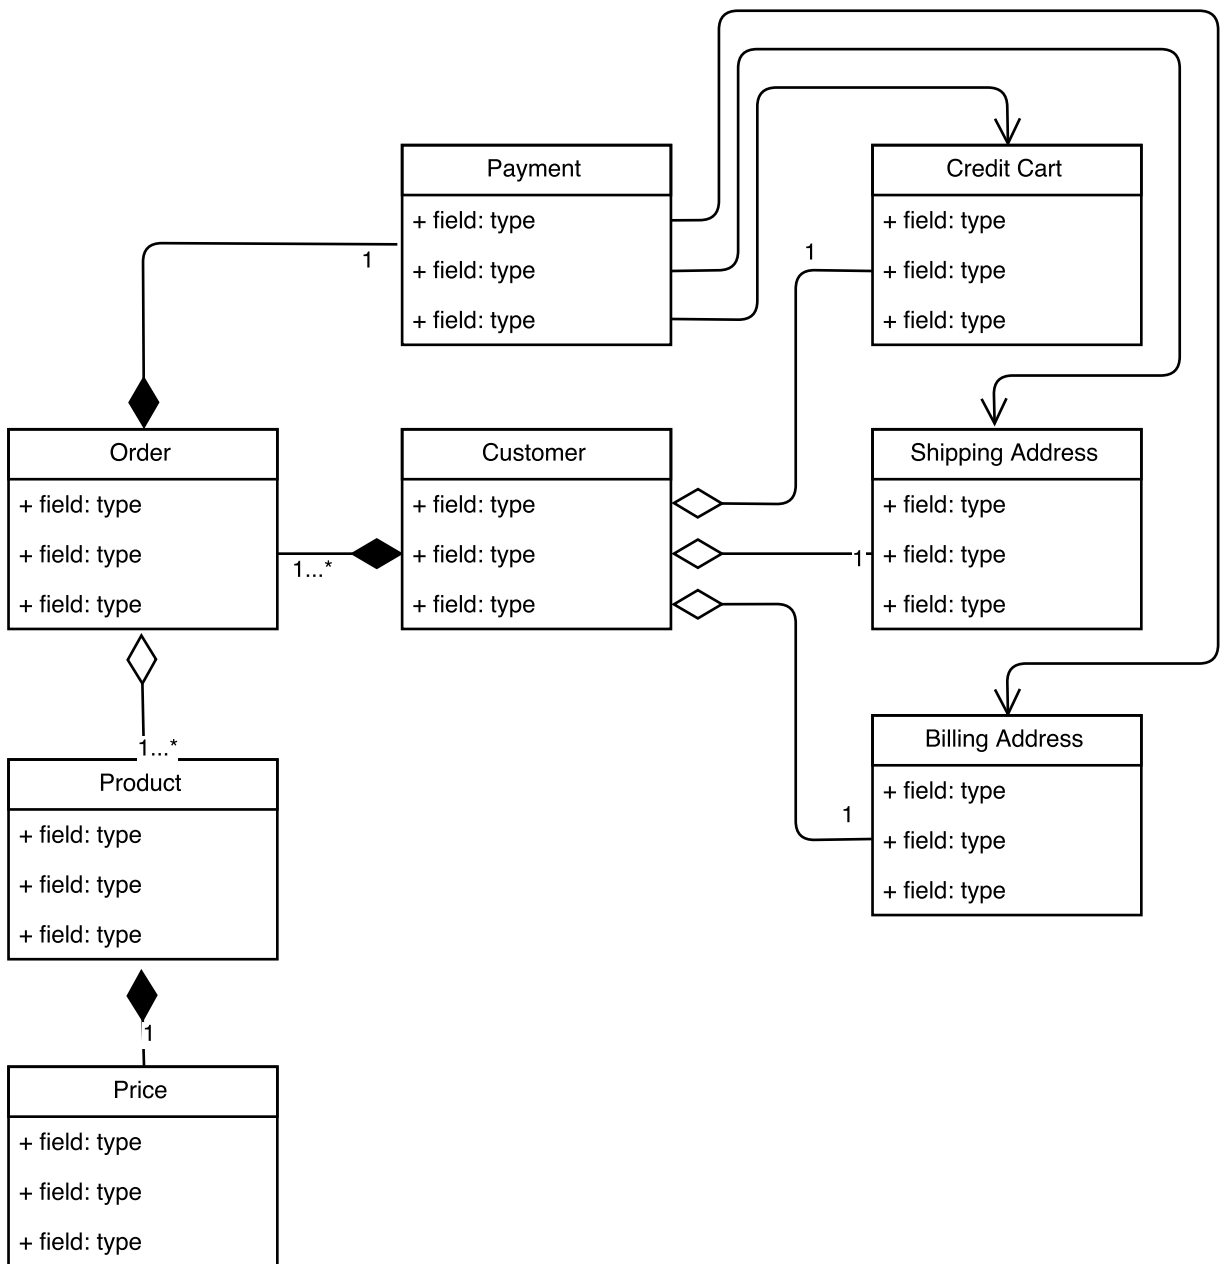 Payment
+ field: type
+ field: type
+ field: type
Credit Cart
+ field: type
+ field: type
+ field: type
1
1
Order
+ field: type
+ field: type
+ field: type
1...*
Customer
+ field: type
+ field: type
+ field: type
1
Shipping Address
+ field: type
+ field: type
+ field: type
1...*
Product
+ field: type
+ field: type
+ field: type
1
Billing Address
+ field: type
+ field: type
+ field: type
1
Price
+ field: type
+ field: type
+ field: type